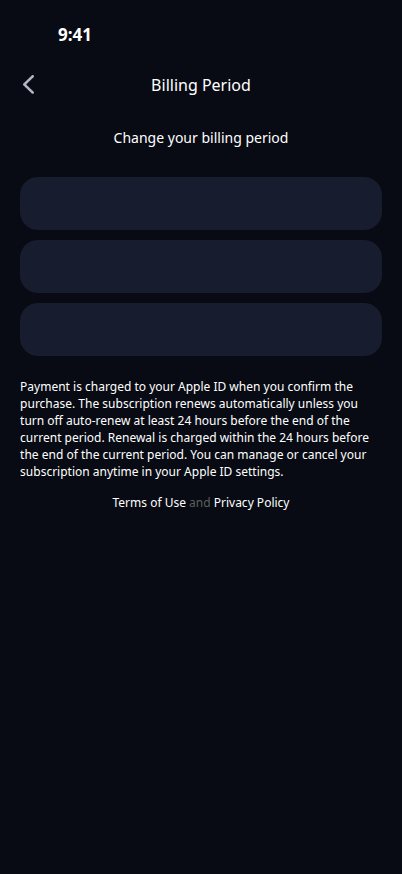 9:41
Billing Period
Change your billing period
Payment is charged to your Apple ID when you confirm the
purchase. The subscription renews automatically unless you
turn off auto-renew at least 24 hours before the end of the
current period. Renewal is charged within the 24 hours before
the end of the current period. You can manage or cancel your
subscription anytime in your Apple ID settings.
Terms of Use and Privacy Policy